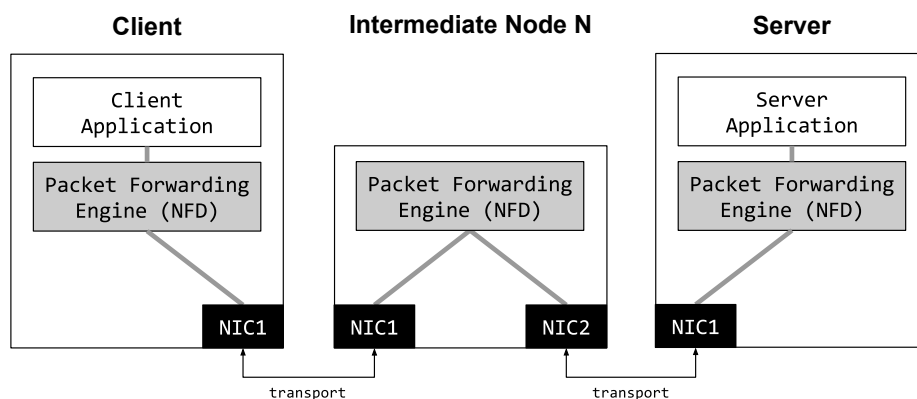 Client
Intermediate Node N
Server
Client
Application
Server
Application
Packet Forwarding
Engine (NFD)
Packet Forwarding
Engine (NFD)
Packet Forwarding
Engine (NFD)
NIC1
NIC1
NIC2
NIC1
transport
transport